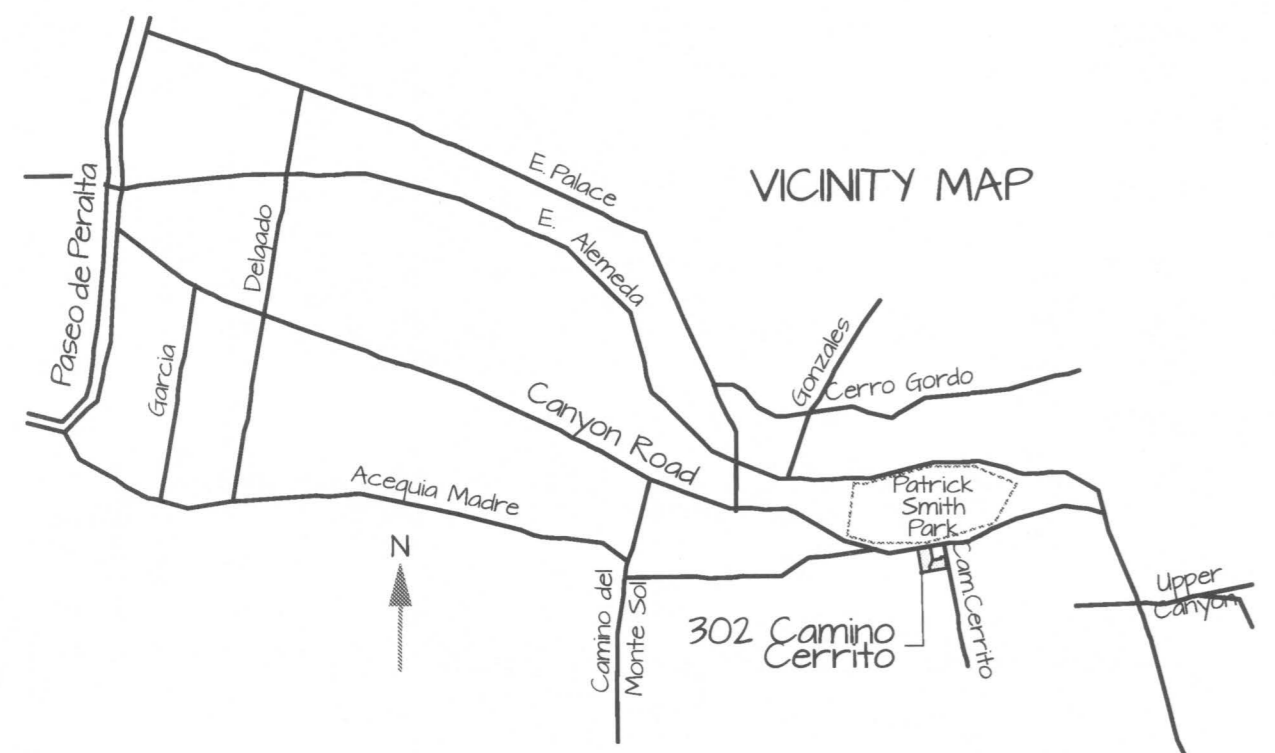 E. Palace
VICINITY MAP
E. Alemeda
Paseo de Peralta
Delgado
Garcia
Gonzales
Cerro Gordo
Canyon Road
Acequia Madre
Patrick
Smith
Park
N
Camino del
Monte Sol
Cam.Cerrito
Upper
Canyon
302 Camino
Cerrito